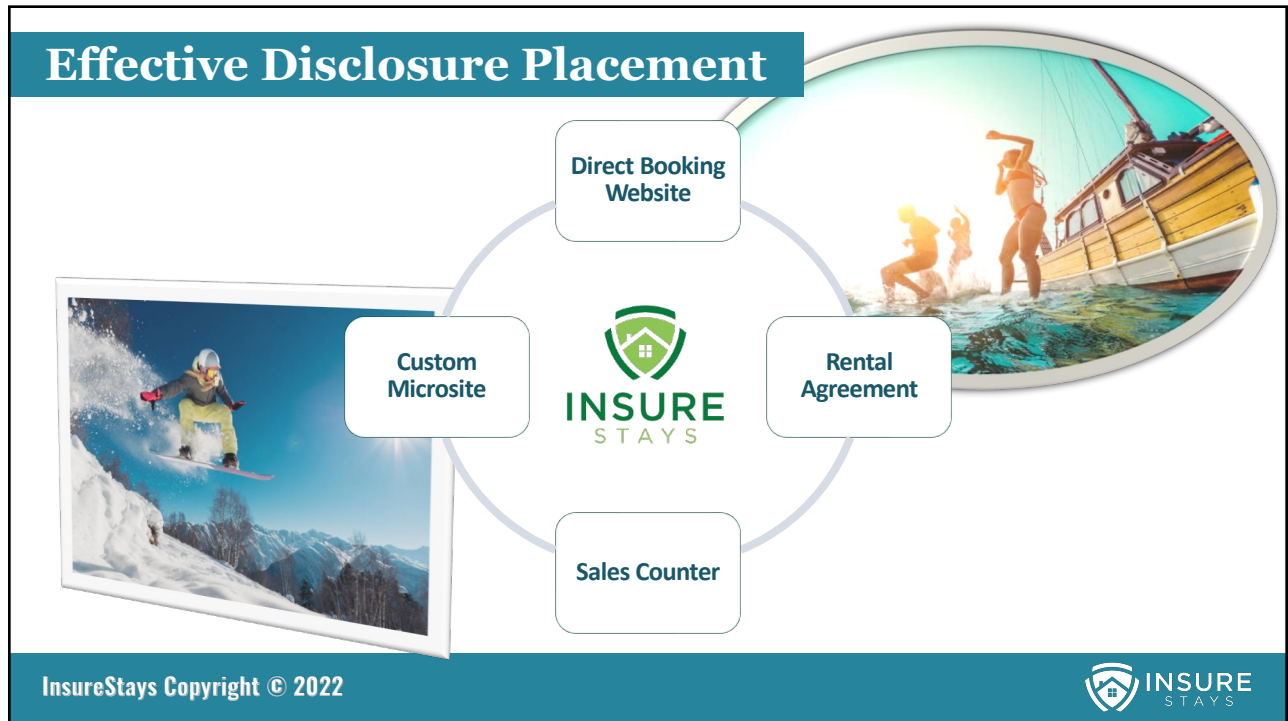 Effective Disclosure Placement
Direct Booking
Website
Custom
Microsite
INSURE
STAYS
Rental
Agreement
Sales Counter
InsureStays Copyright © 2022
INSURE
STAYS